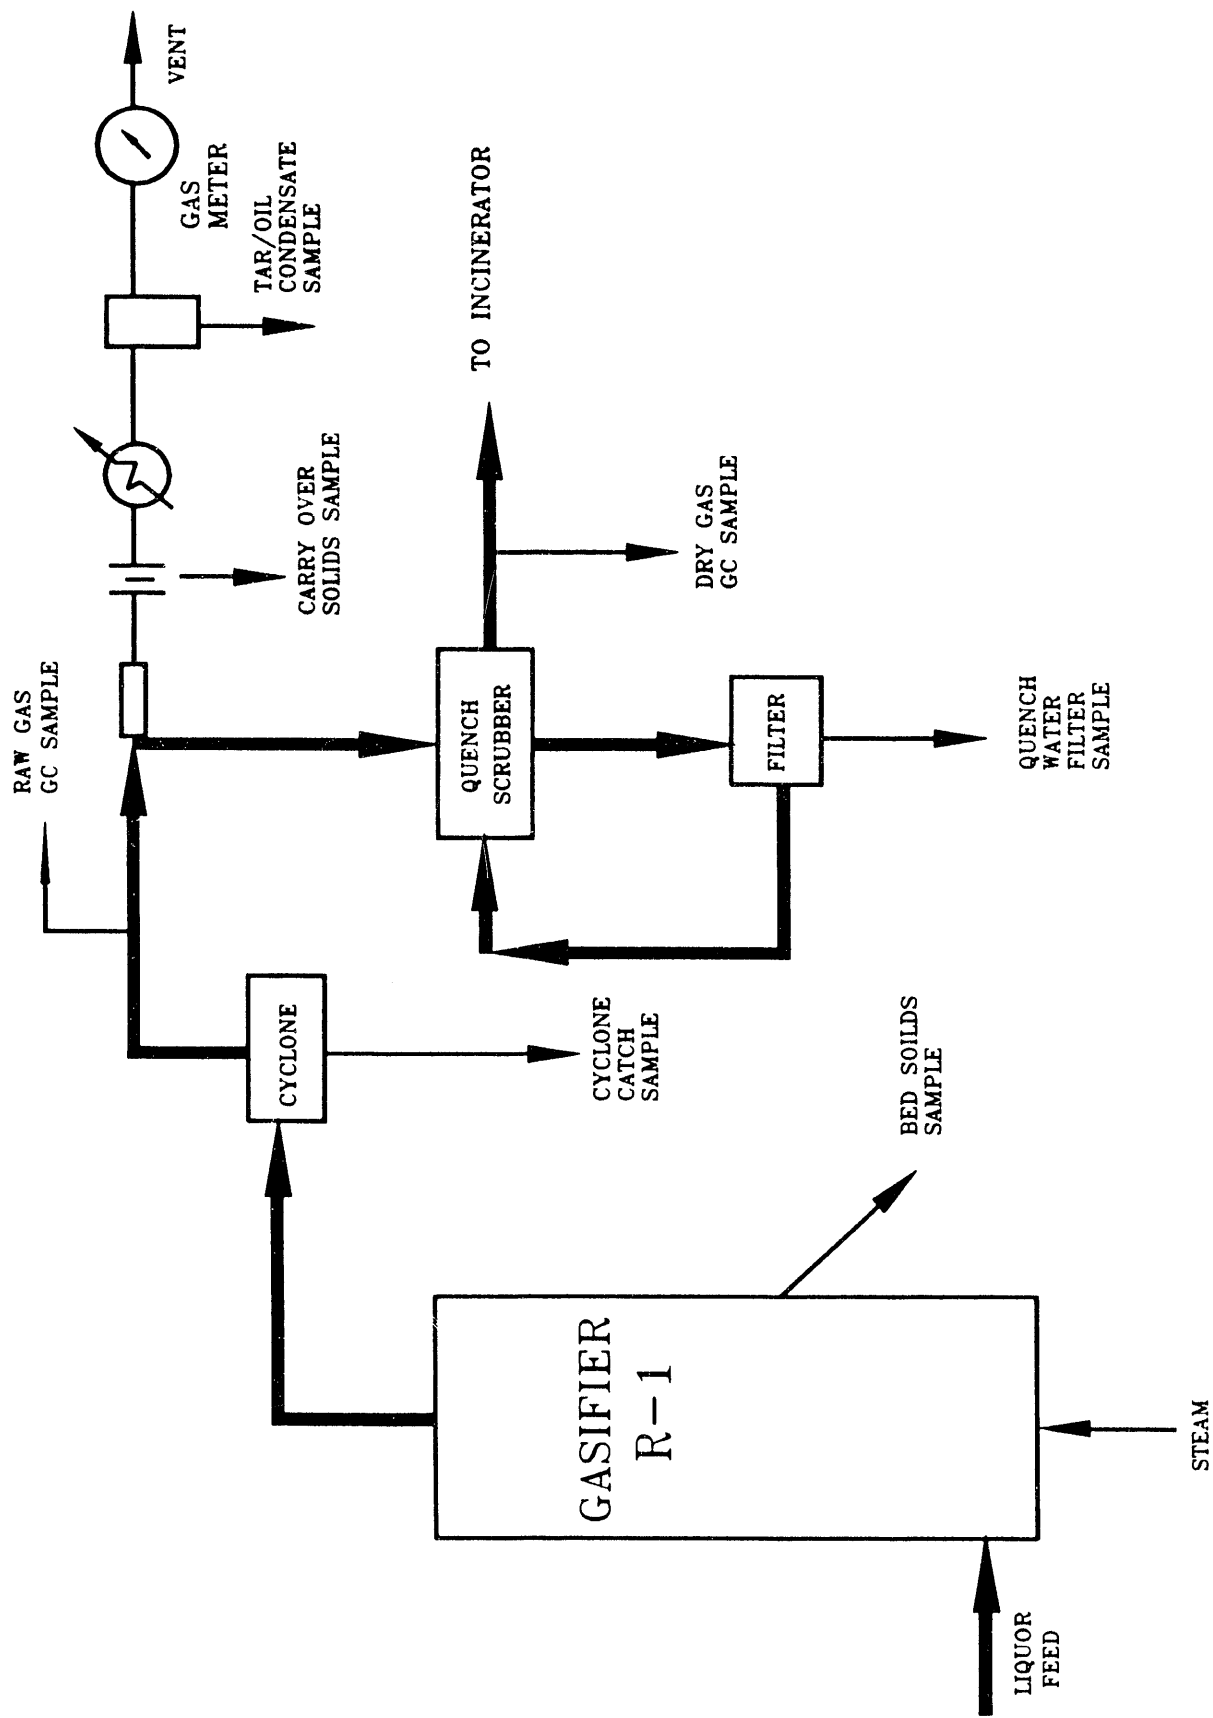 RAW GAS
GC SAMPLE
VENT
GAS
METER
TAR/OIL
CONDENSATE
SAMPLE
CARRY OVER
SOLIDS SAMPLE
CYCLONE
CYCLONE
CATCH
SAMPLE
QUENCH
SCRUBBER
TO INCINERATOR
DRY GAS
GC SAMPLE
FILTER
QUENCH
WATER
FILTER
SAMPLE
GASIFIER
R-1
BED SOILDS
SAMPLE
LIQUOR
FEED
STEAM